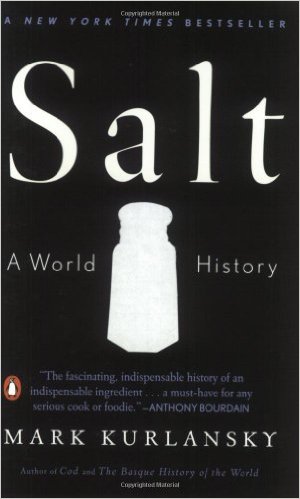 A NEW YORK TIMES BESTSELLER
Salt
A World History
"The fascinating, indispensable history of an
indispensable ingredient . . . a must-have for any
serious cook or foodie."–ANTHONY BOURDAIN
MARK KURLANSKY
Author of Cod and The Basque History of the World